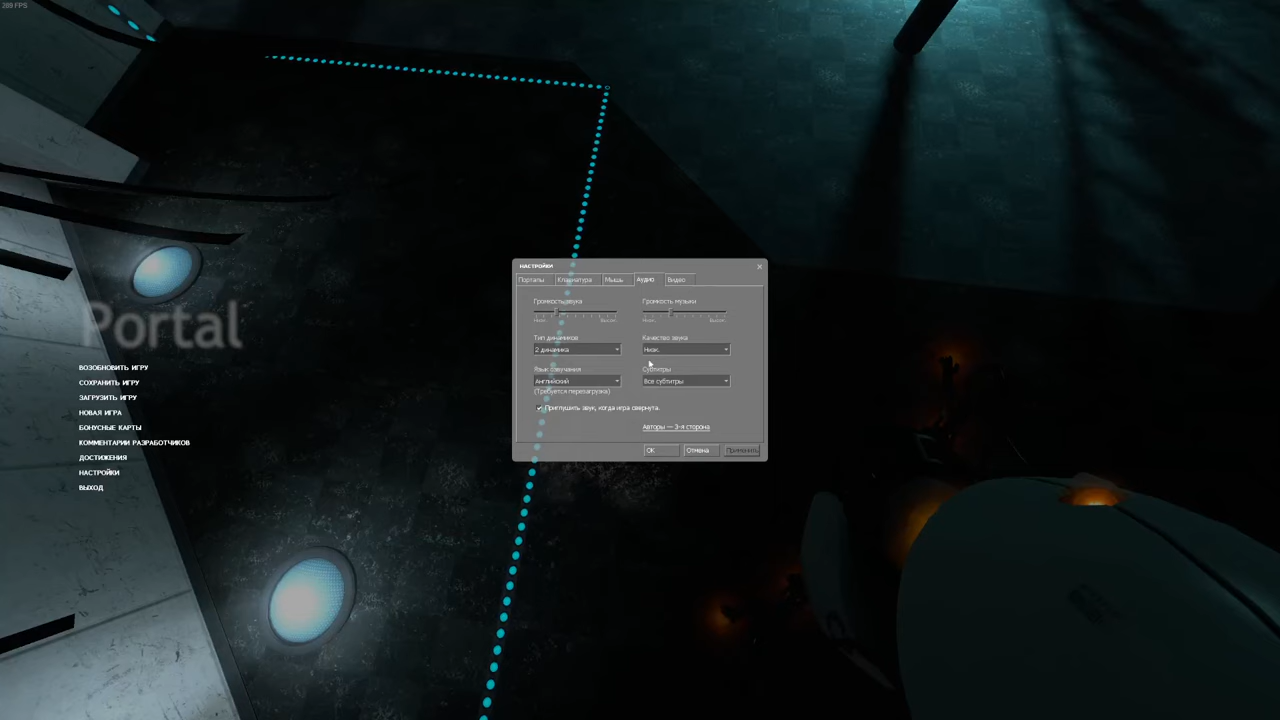 289 FPS
НАСТРОЙКИ
Порталы Клавиатура Мышь Аудио Видео
Громкость звука Громкость музыки
Низк. Высок. Низк. Высок.
Тип динамиков Качество звука
2 динамика Низк.
Язык озвучания Субтитры
Английский Все субтитры
(Требуется перезагрузка)
Приглушить звук, когда игра свернута.
Авторы — 3-я сторона
OK Отмена Применить
Portal
ВОЗОБНОВИТЬ ИГРУ
СОХРАНИТЬ ИГРУ
ЗАГРУЗИТЬ ИГРУ
НОВАЯ ИГРА
БОНУСНЫЕ КАРТЫ
КОММЕНТАРИИ РАЗРАБОТЧИКОВ
ДОСТИЖЕНИЯ
НАСТРОЙКИ
ВЫХОД